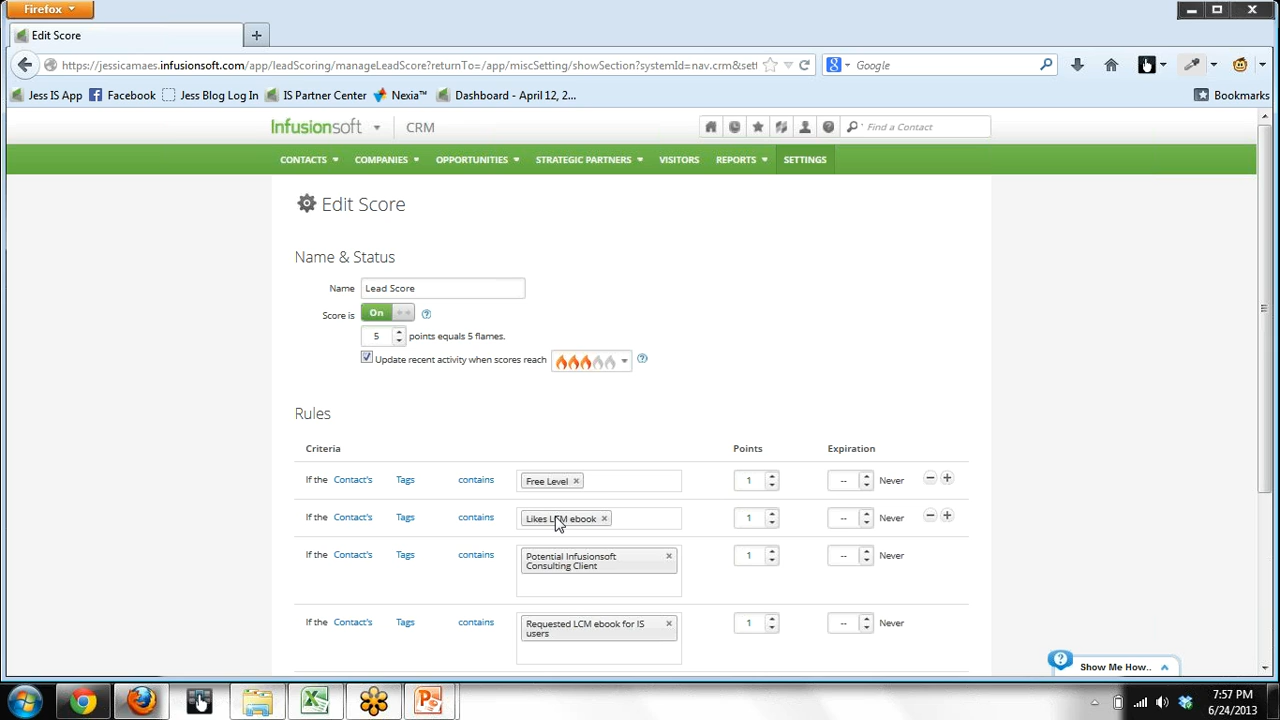 Firefox
Edit Score
https://jessicamaes.infusionsoft.com/app/leadScoring/manageLeadScore?returnTo=/app/miscSetting/showSection?systemId=nav.crm&set
Google
Jess IS App Facebook Jess Blog Log In IS Partner Center Nexia™ Dashboard - April 12, 2... Bookmarks
Infusionsoft CRM Find a Contact
CONTACTS COMPANIES OPPORTUNITIES STRATEGIC PARTNERS VISITORS REPORTS SETTINGS
Edit Score
Name & Status
Name Lead Score
Score is On
5 points equals 5 flames.
Update recent activity when scores reach
Rules
Criteria Points Expiration
If the Contact's Tags contains Free Level × 1 -- Never
If the Contact's Tags contains Likes LCM ebook × 1 -- Never
If the Contact's Tags contains Potential Infusionsoft × 1 -- Never
Consulting Client
If the Contact's Tags contains Requested LCM ebook for IS × 1 -- Never
users
Show Me How..
7:57 PM
6/24/2013